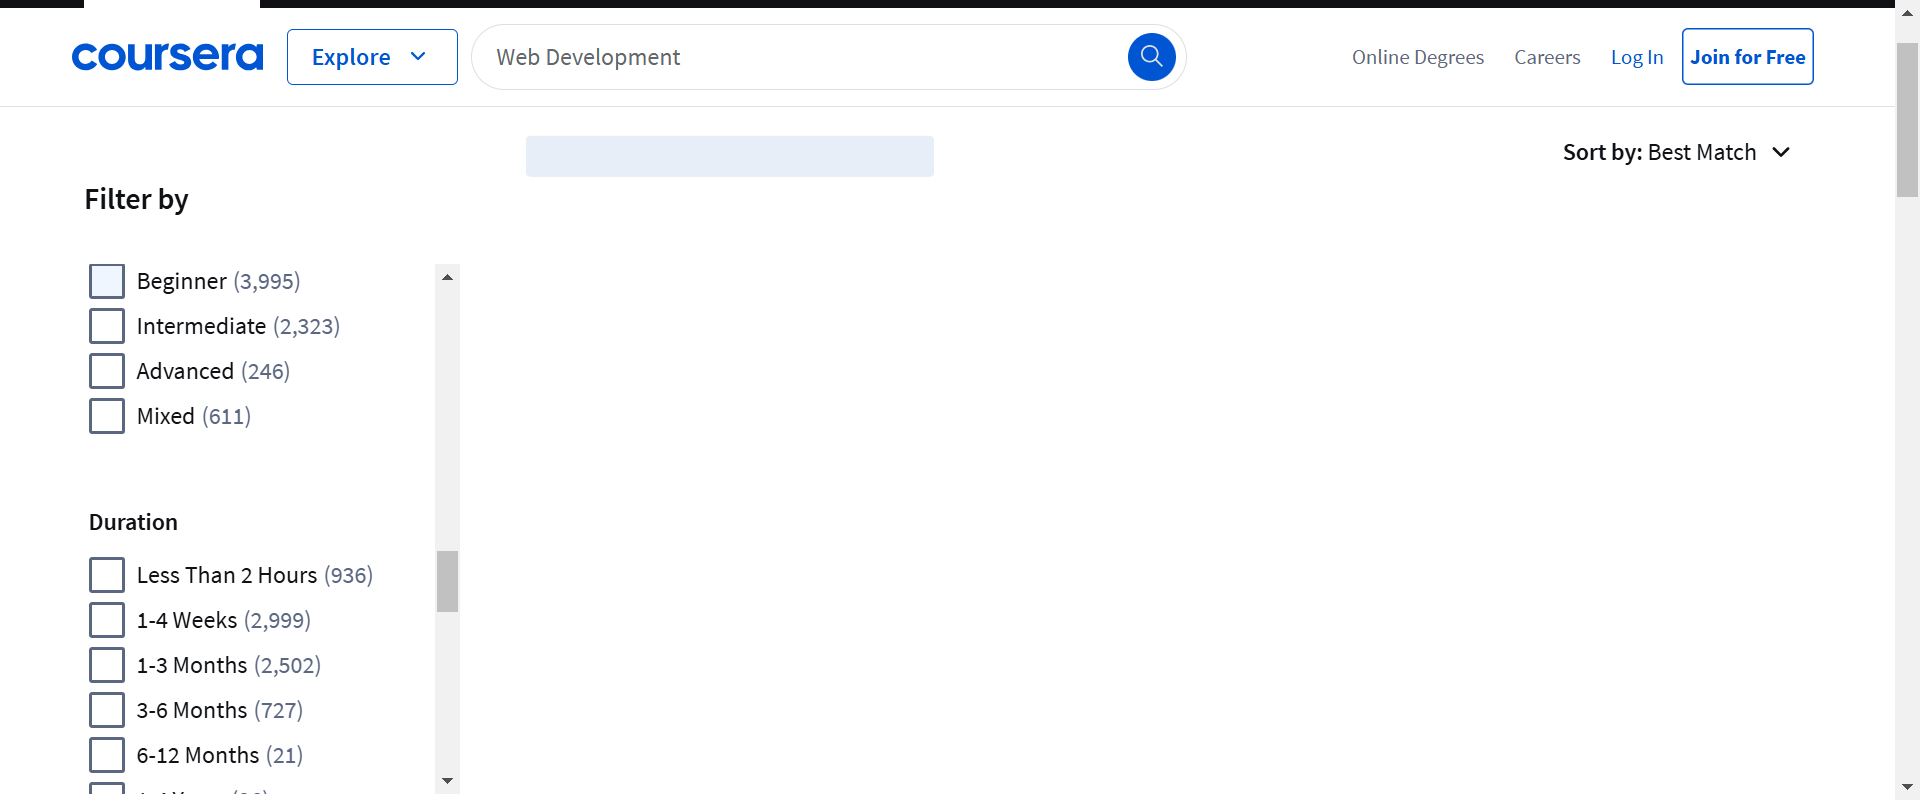 coursera
Explore
Web Development
Online Degrees
Careers
Log In
Join for Free
Sort by: Best Match
Filter by
Beginner (3,995)
Intermediate (2,323)
Advanced (246)
Mixed (611)
Duration
Less Than 2 Hours (936)
1-4 Weeks (2,999)
1-3 Months (2,502)
3-6 Months (727)
6-12 Months (21)